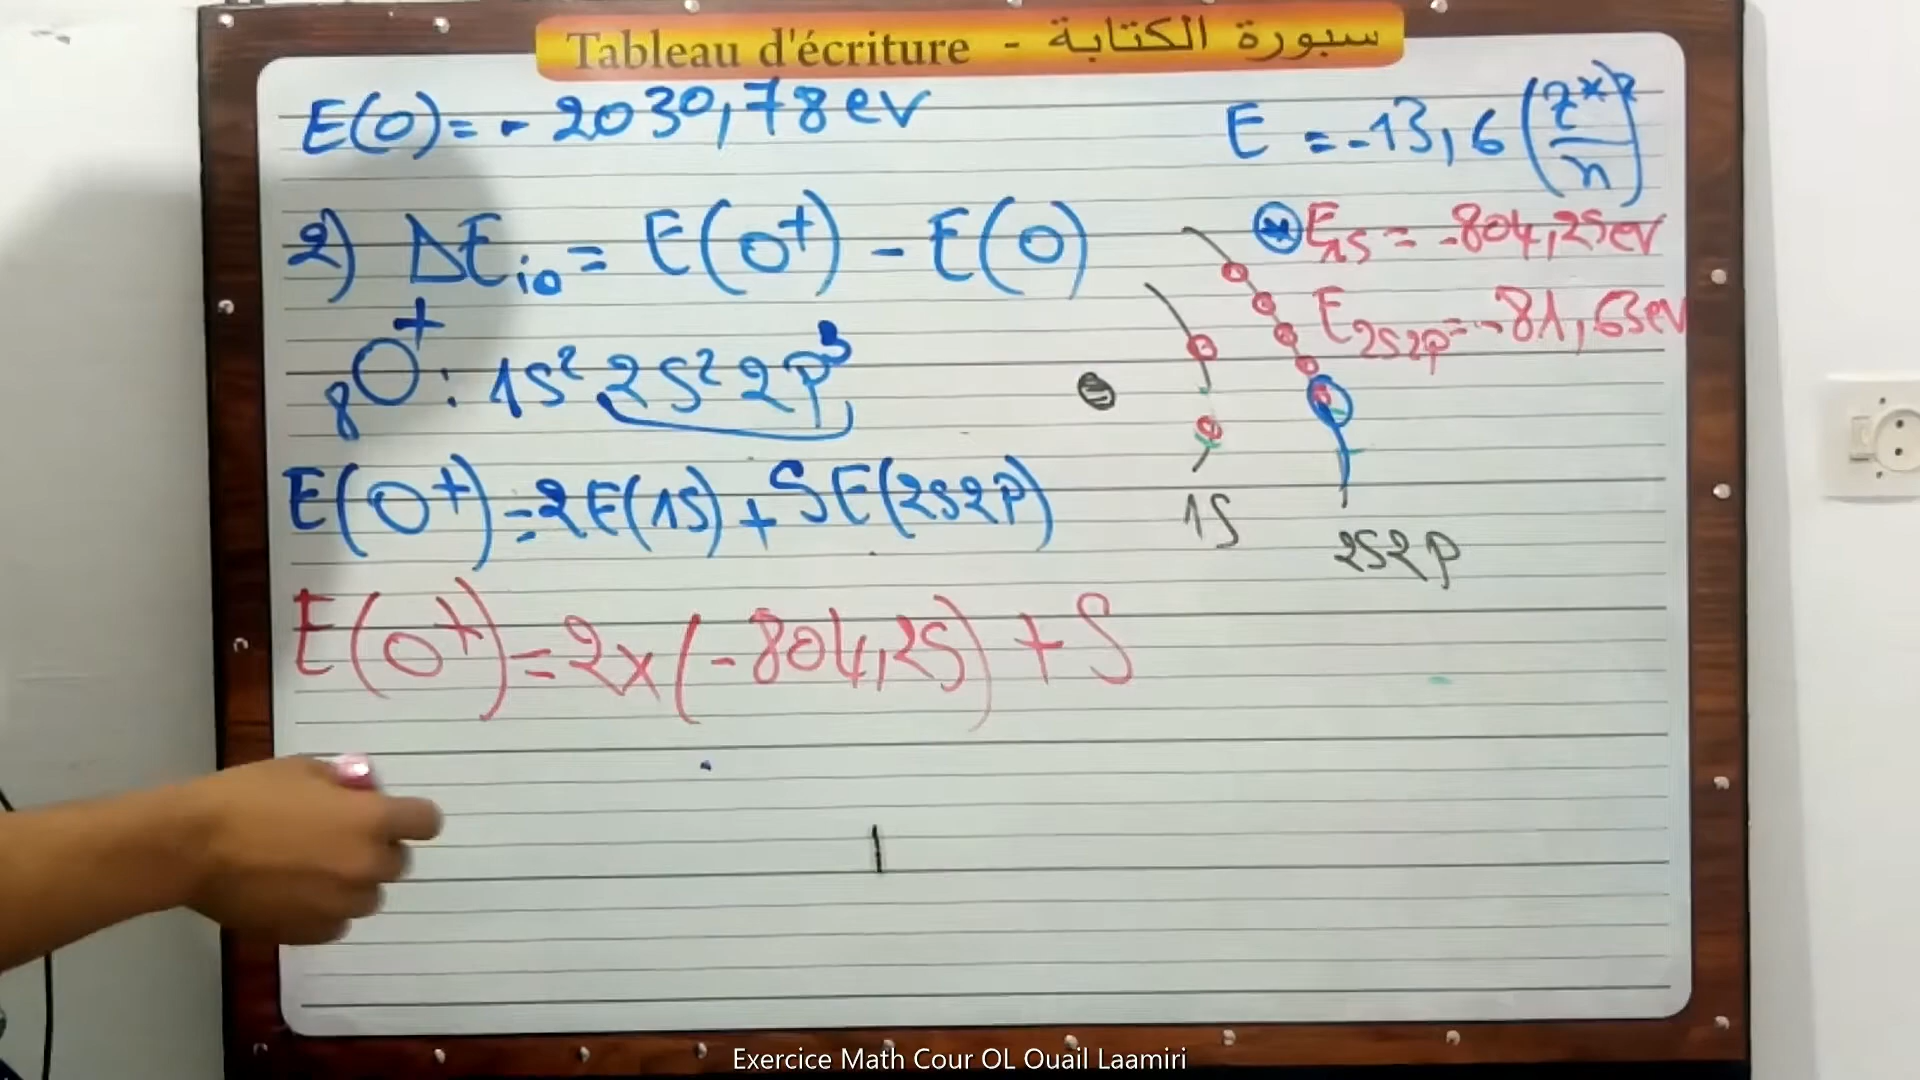 Tableau d'écriture - سبورة الكتابة
E(O) = - 2030,78 ev
E = -13,6 (Z*/n)²
2) ΔEio = E(O⁺) - E(O)
E1S = -804,25 ev
E2S2P = -81,63 ev
₈O⁺ : 1S² 2S² 2P³
E(O⁺) = 2E(1S) + 5E(2S2P)
1S
2S2P
E(O⁺) = 2x(-804,25) + 5
Exercice Math Cour OL Ouail Laamiri